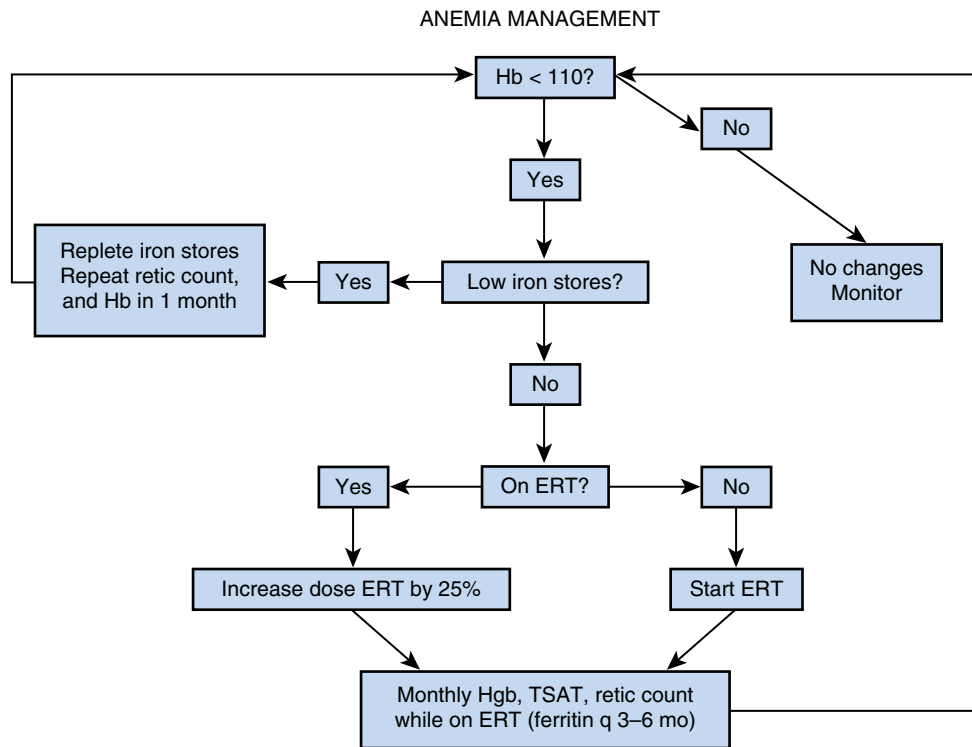 ANEMIA MANAGEMENT
Hb < 110?
No
Yes
No changes
Monitor
Replete iron stores
Repeat retic count,
and Hb in 1 month
Yes
Low iron stores?
No
Yes
On ERT?
No
Increase dose ERT by 25%
Start ERT
Monthly Hgb, TSAT, retic count
while on ERT (ferritin q 3–6 mo)